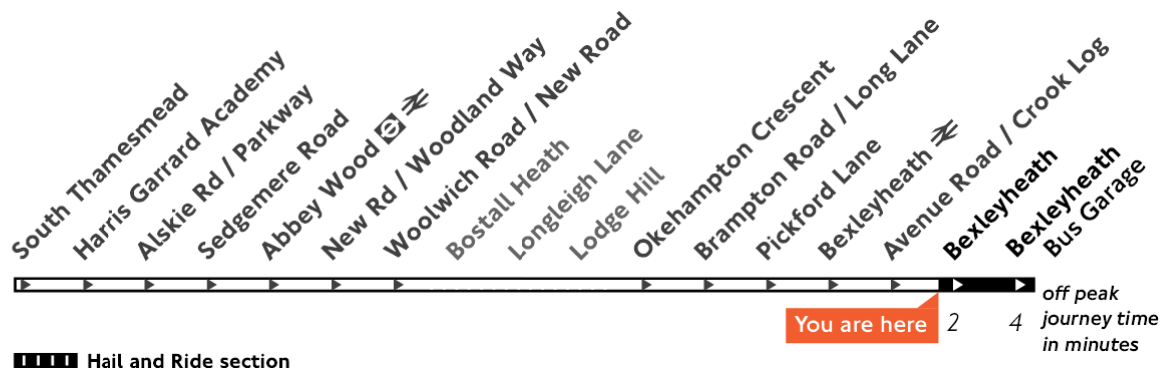 South Thamesmead
Harris Garrard Academy
Alskie Rd / Parkway
Sedgemere Road
Abbey Wood
New Rd / Woodland Way
Woolwich Road / New Road
Bostall Heath
Longleigh Lane
Lodge Hill
Okehampton Crescent
Brampton Road / Long Lane
Pickford Lane
Bexleyheath
Avenue Road / Crook Log
Bexleyheath
Bexleyheath
Bus Garage
You are here
2
4
off peak
journey time
in minutes
Hail and Ride section